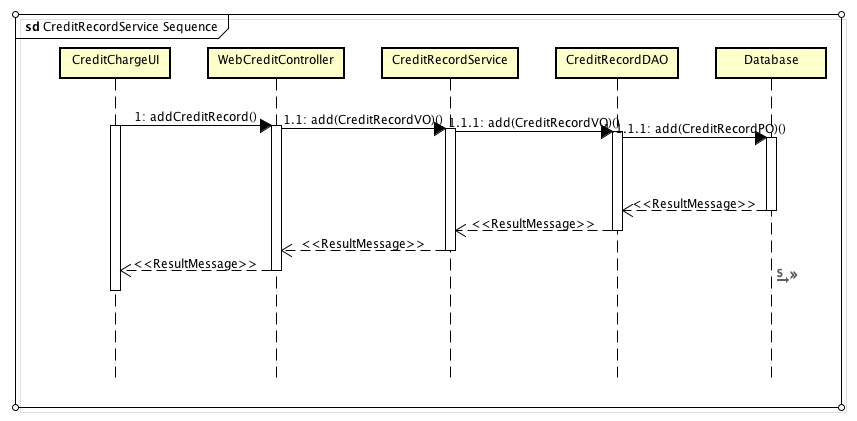 sd CreditRecordService Sequence
CreditChargeUI
WebCreditController
CreditRecordService
CreditRecordDAO
Database
1: addCreditRecord()
1.1: add(CreditRecordVO)()
1.1.1: add(CreditRecordVO)()
1.1.1: add(CreditRecordPO)()
<<ResultMessage>>
<<ResultMessage>>
<<ResultMessage>>
<<ResultMessage>>
S